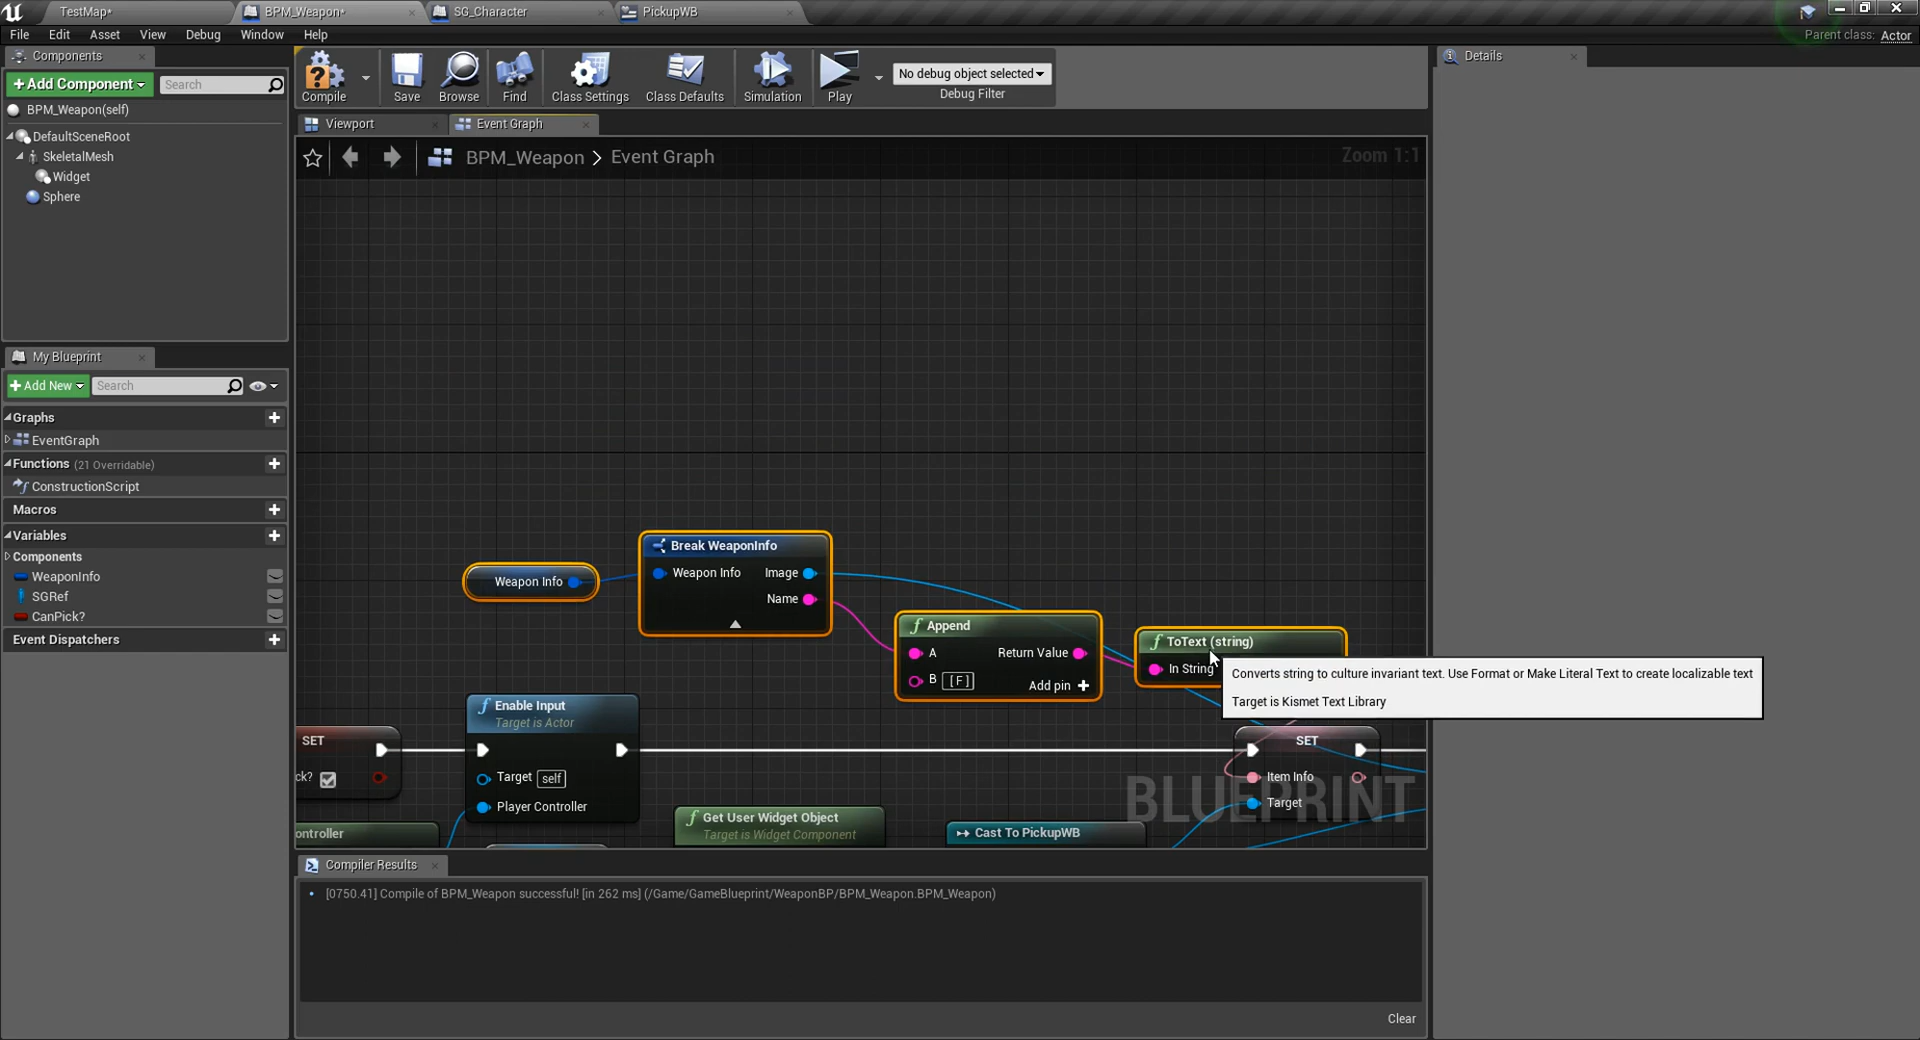 TestMap*
BPM_Weapon*
SG_Character
PickupWB
File Edit Asset View Debug Window Help
Parent class: Actor
Components
+Add Component
Search
BPM_Weapon(self)
DefaultSceneRoot
SkeletalMesh
Widget
Sphere
Compile
Save
Browse
Find
Class Settings
Class Defaults
Simulation
Play
No debug object selected
Debug Filter
Details
Viewport
Event Graph
BPM_Weapon > Event Graph
Zoom 1:1
My Blueprint
+Add New
Search
Graphs
EventGraph
Functions (21 Overridable)
ConstructionScript
Macros
Variables
Components
WeaponInfo
SGRef
CanPick?
Event Dispatchers
Weapon Info
Break WeaponInfo
Weapon Info Image
Name
f Append
A Return Value
B [F] Add pin +
f ToText (string)
In String
Converts string to culture invariant text. Use Format or Make Literal Text to create localizable text
Target is Kismet Text Library
SET
ck?
f Enable Input
Target is Actor
Target self
Player Controller
SET
Item Info
Target
ontroller
f Get User Widget Object
Target is Widget Component
Cast To PickupWB
BLUEPRINT
Compiler Results
[0750.41] Compile of BPM_Weapon successful! [in 262 ms] (/Game/GameBlueprint/WeaponBP/BPM_Weapon.BPM_Weapon)
Clear